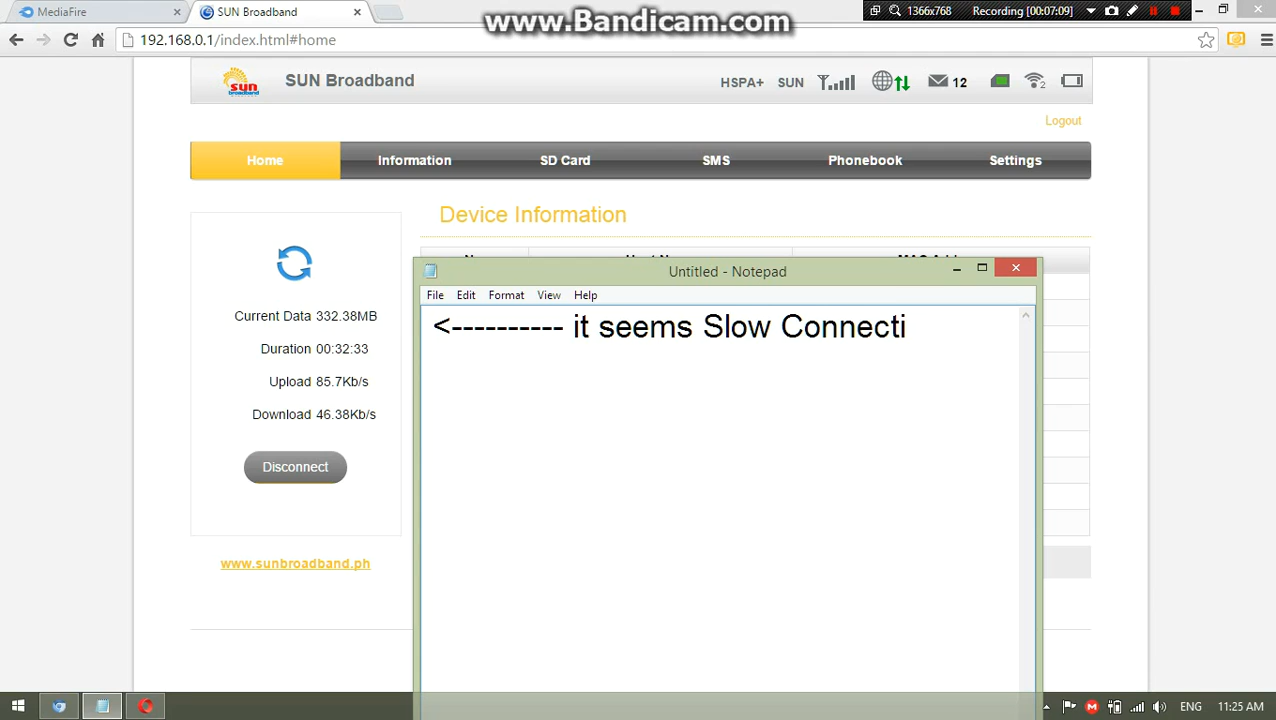 MediaFire
SUN Broadband
www.Bandicam.com
1366x768
Recording [00:07:09]
192.168.0.1/index.html#home
sun
broadband
SUN Broadband
HSPA+
SUN
12
2
Logout
Home
Information
SD Card
SMS
Phonebook
Settings
Device Information
Current Data 332.38MB
Duration 00:32:33
Upload 85.7Kb/s
Download 46.38Kb/s
Disconnect
www.sunbroadband.ph
Untitled - Notepad
File
Edit
Format
View
Help
<---------- it seems Slow Connecti
ENG
11:25 AM